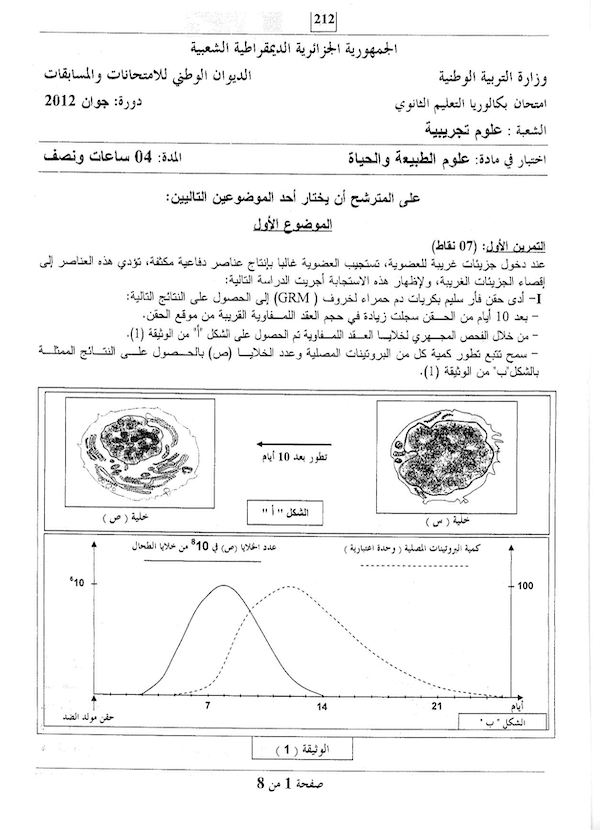 212
الجمهورية الجزائرية الديمقراطية الشعبية
وزارة التربية الوطنية الديوان الوطني للامتحانات والمسابقات
امتحان بكالوريا التعليم الثانوي دورة: جوان 2012
الشعبة : علوم تجريبية
اختبار في مادة: علوم الطبيعة والحياة المدة: 04 ساعات ونصف
على المترشح أن يختار أحد الموضوعين التاليين:
الموضوع الأول
التمرين الأول: (07 نقاط)
عند دخول جزيئات غريبة للعضوية، تستجيب العضوية غالبا بإنتاج عناصر دفاعية مكثفة، تؤدي هذه العناصر إلى
إقصاء الجزيئات الغريبة، ولإظهار هذه الاستجابة أجريت الدراسة التالية:
I- أدى حقن فأر سليم بكريات دم حمراء لخروف ( GRM) إلى الحصول على النتائج التالية:
- بعد 10 أيام من الحقن سجلت زيادة في حجم العقد اللمفاوية القريبة من موقع الحقن.
- من خلال الفحص المجهري لخلايا العقد اللمفاوية تم الحصول على الشكل "أ" من الوثيقة (1).
- سمح تتبع تطور كمية كل من البروتينات المصلية وعدد الخلايا (ص) بالحصول على النتائج الممثلة
بالشكل"ب" من الوثيقة (1).
تطور بعد 10 أيام
خلية ( س )
خلية ( ص )
الشكل " أ "
كمية البروتينات المصلية ( وحدة اعتبارية )
عدد الخلايا (ص) في 10⁸ من خلايا الطحال
10⁶
100
7 14 21
أيام
حقن مولد الضد
الشكل " ب "
الوثيقة ( 1 )
صفحة 1 من 8